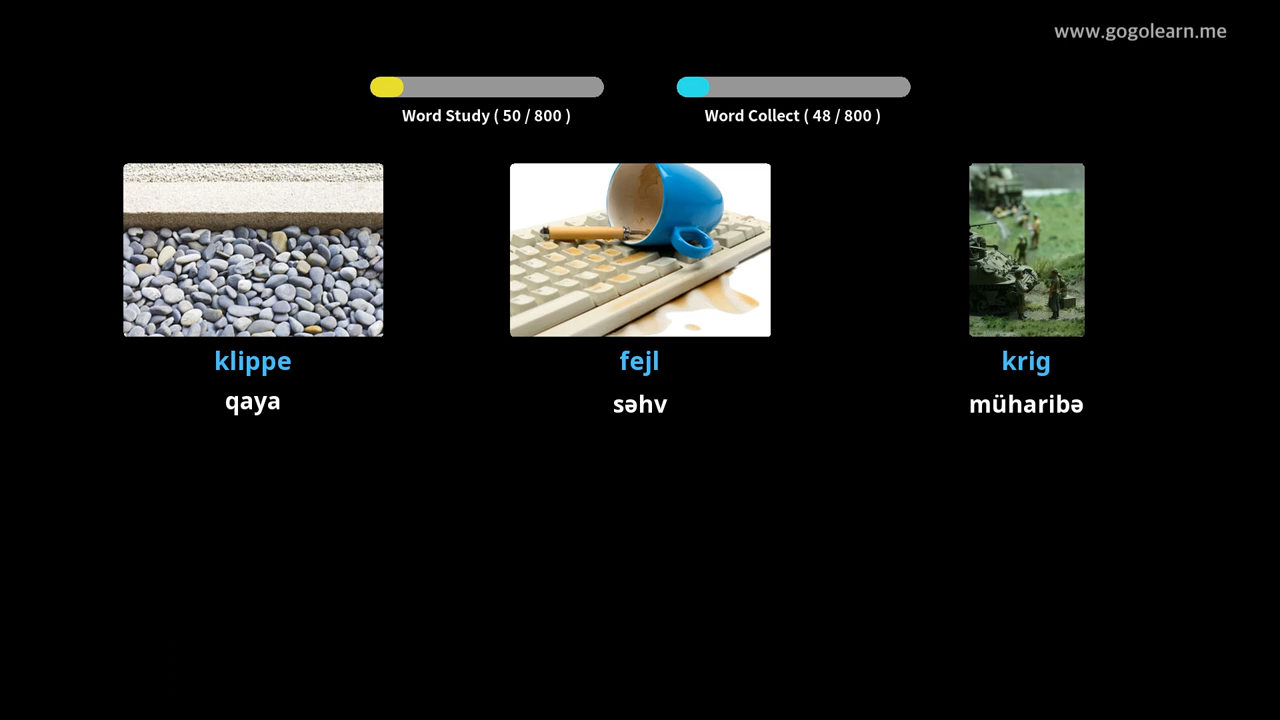 www.gogolearn.me
Word Study ( 50 / 800 )
Word Collect ( 48 / 800 )
klippe
fejl
krig
qaya
səhv
müharibə